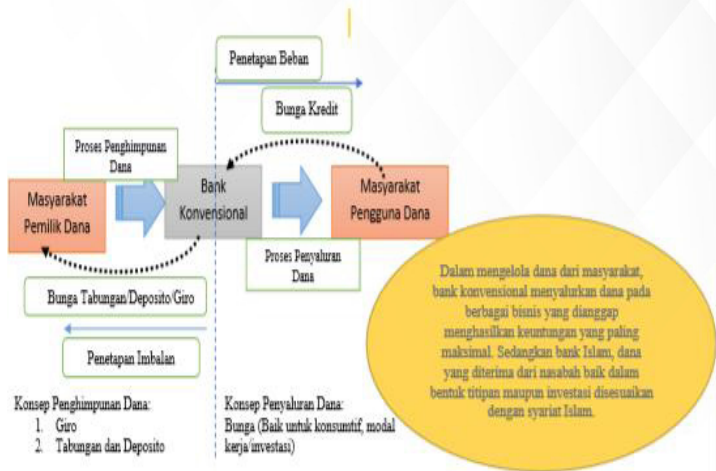 Penetapan Beban
Bunga Kredit
Proses Penghimpunan
Dana
Masyarakat
Pemilik Dana
Bank
Konvensional
Masyarakat
Pengguna Dana
Proses Penyaluran
Dana
Bunga Tabungan/Deposito/Giro
Penetapan Imbalan
Konsep Penghimpunan Dana:
1. Giro
2. Tabungan dan Deposito
Konsep Penyaluran Dana:
Bunga (Baik untuk konsumtif, modal
kerja/investasi)
Dalam mengelola dana dari masyarakat,
bank konvensional menyalurkan dana pada
berbagai bisnis yang dianggap
menghasilkan keuntungan yang paling
maksimal. Sedangkan bank Islam, dana
yang diterima dari nasabah baik dalam
bentuk titipan maupun investasi disesuaikan
dengan syariat Islam.